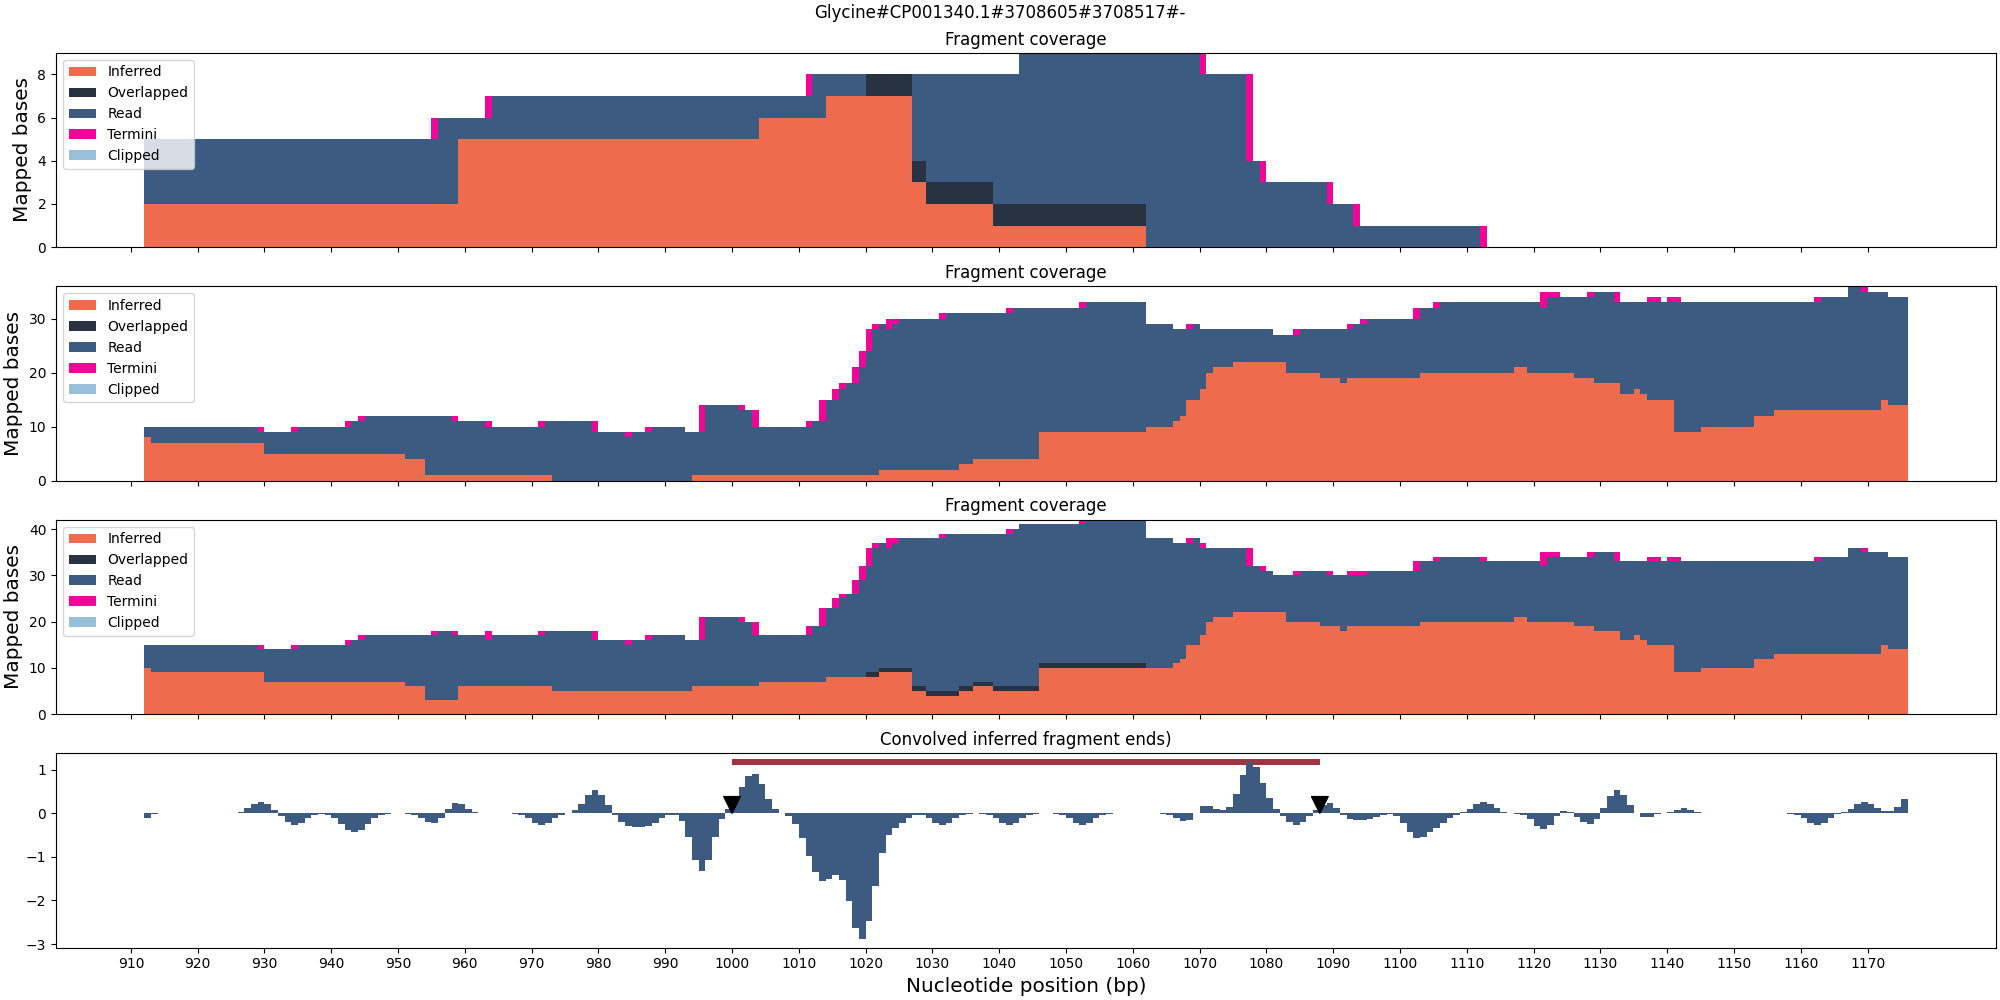 Glycine#CP001340.1#3708605#3708517#-
Fragment coverage
Mapped bases
8
6
4
2
0
Inferred
Overlapped
Read
Termini
Clipped
Fragment coverage
Mapped bases
30
20
10
0
Inferred
Overlapped
Read
Termini
Clipped
Fragment coverage
Mapped bases
40
30
20
10
0
Inferred
Overlapped
Read
Termini
Clipped
Convolved inferred fragment ends)
1
0
−1
−2
−3
910 920 930 940 950 960 970 980 990 1000 1010 1020 1030 1040 1050 1060 1070 1080 1090 1100 1110 1120 1130 1140 1150 1160 1170
Nucleotide position (bp)